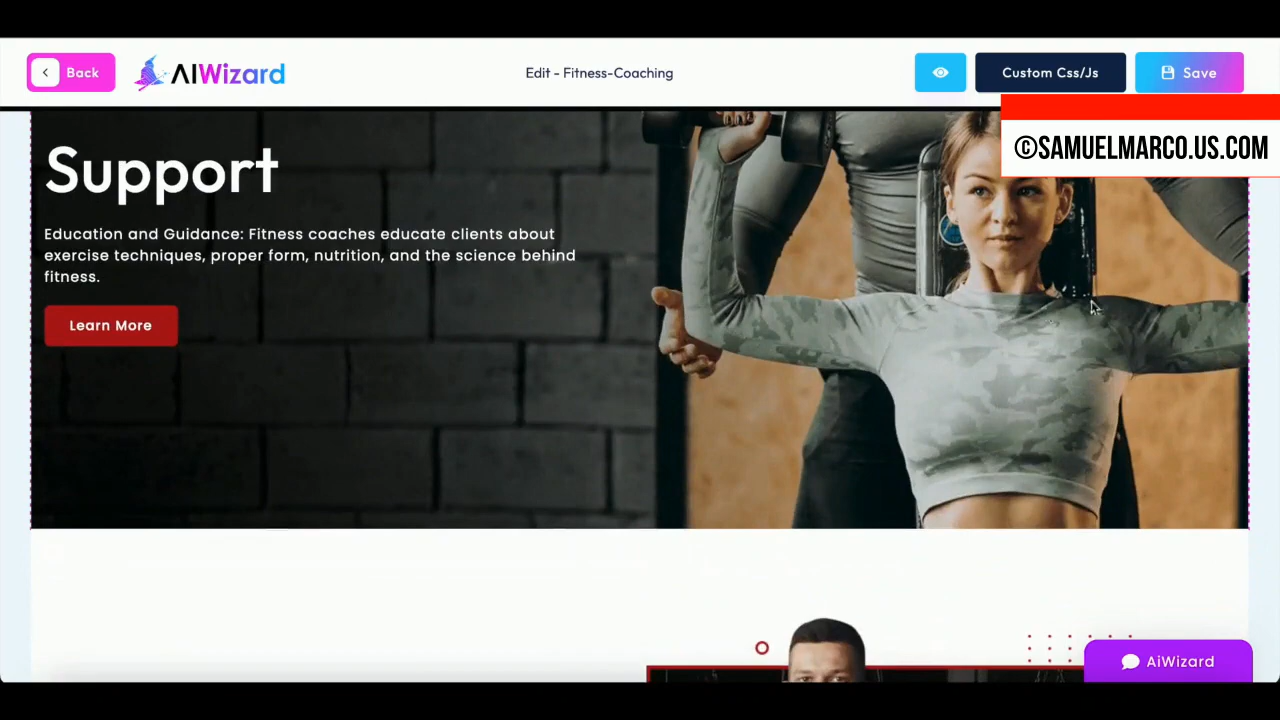 Back
AIWizard
Edit - Fitness-Coaching
Custom Css/Js
Save
©SAMUELMARCO.US.COM
Support
Education and Guidance: Fitness coaches educate clients about
exercise techniques, proper form, nutrition, and the science behind
fitness.
Learn More
AiWizard